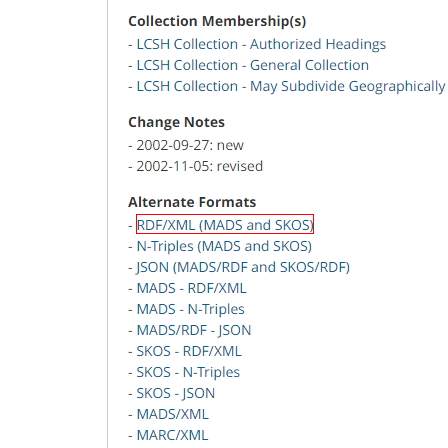 Collection Membership(s)
- LCSH Collection - Authorized Headings
- LCSH Collection - General Collection
- LCSH Collection - May Subdivide Geographically
Change Notes
- 2002-09-27: new
- 2002-11-05: revised
Alternate Formats
- RDF/XML (MADS and SKOS)
- N-Triples (MADS and SKOS)
- JSON (MADS/RDF and SKOS/RDF)
- MADS - RDF/XML
- MADS - N-Triples
- MADS/RDF - JSON
- SKOS - RDF/XML
- SKOS - N-Triples
- SKOS - JSON
- MADS/XML
- MARC/XML